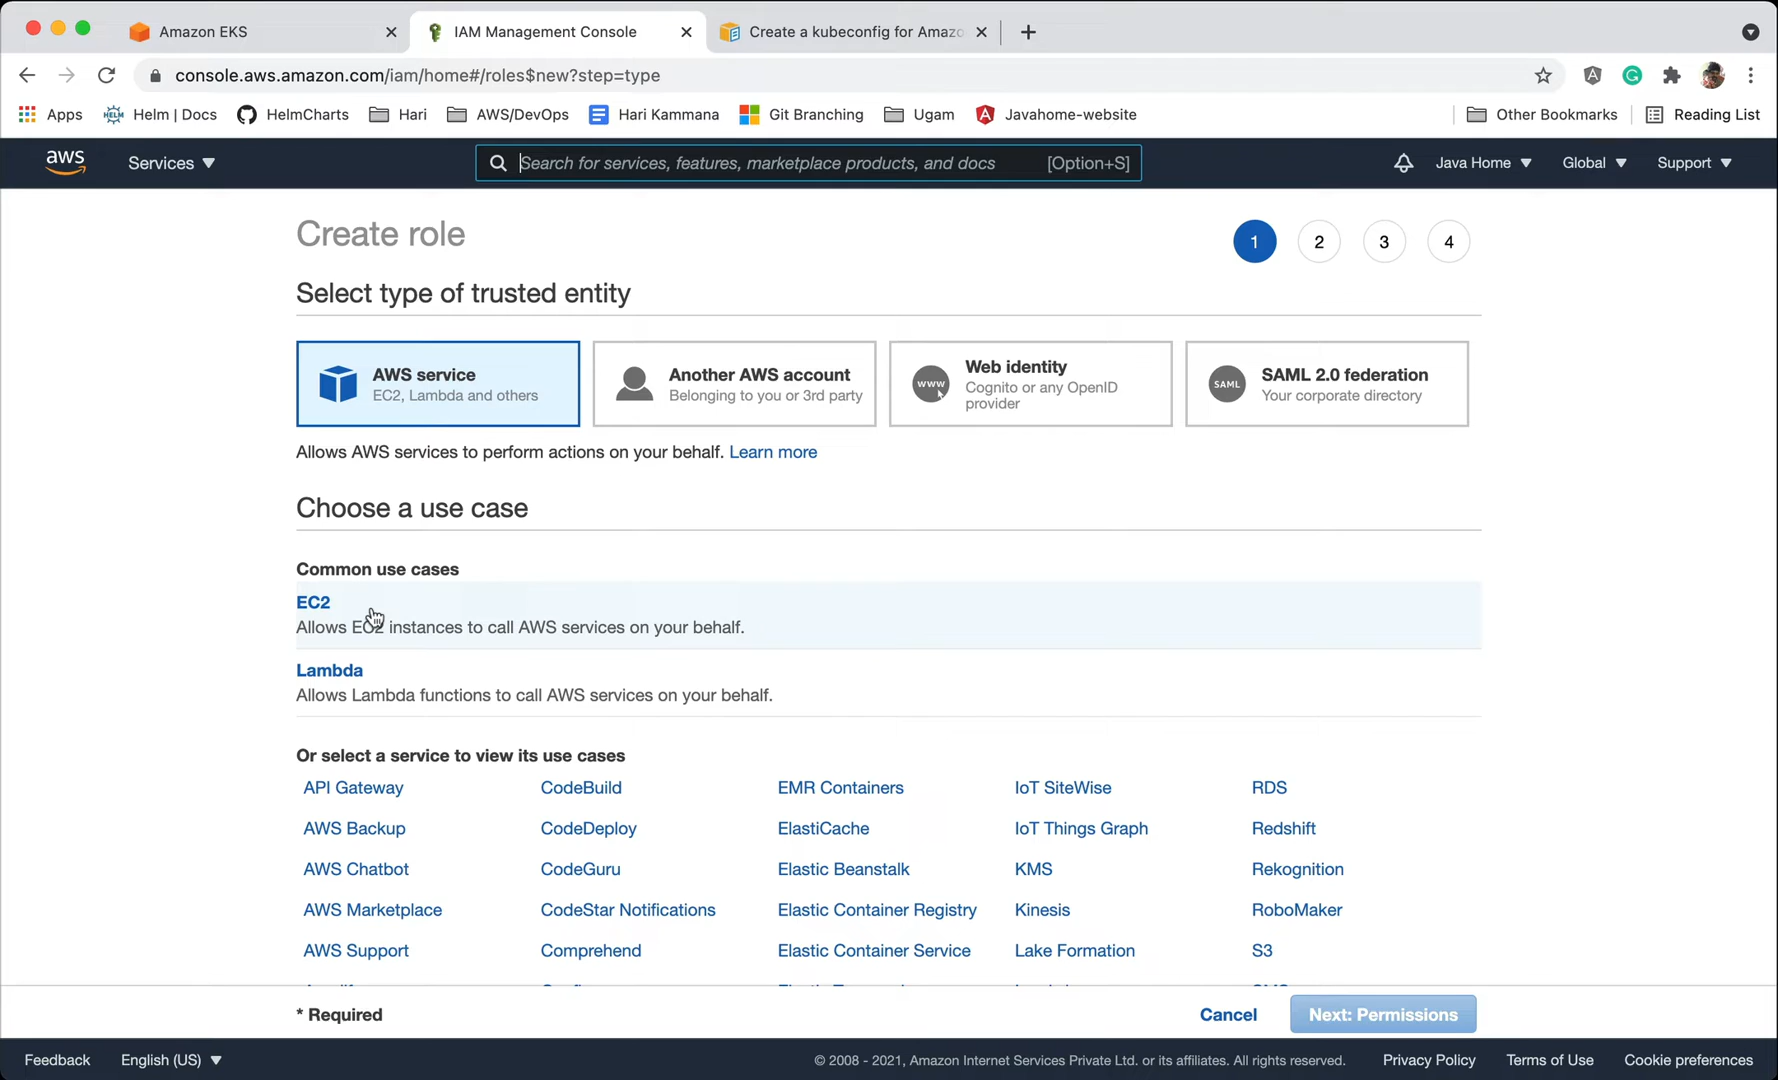 Amazon EKS
IAM Management Console
Create a kubeconfig for Amazo
console.aws.amazon.com/iam/home#/roles$new?step=type
Apps
HELM
Helm | Docs
HelmCharts
Hari
AWS/DevOps
Hari Kammana
Git Branching
Ugam
Javahome-website
Other Bookmarks
Reading List
aws
Services
Search for services, features, marketplace products, and docs
[Option+S]
Java Home
Global
Support
Create role
1
2
3
4
Select type of trusted entity
AWS service
EC2, Lambda and others
Another AWS account
Belonging to you or 3rd party
www
Web identity
Cognito or any OpenID
provider
SAML
SAML 2.0 federation
Your corporate directory
Allows AWS services to perform actions on your behalf. Learn more
Choose a use case
Common use cases
EC2
Allows EC2 instances to call AWS services on your behalf.
Lambda
Allows Lambda functions to call AWS services on your behalf.
Or select a service to view its use cases
API Gateway
CodeBuild
EMR Containers
IoT SiteWise
RDS
AWS Backup
CodeDeploy
ElastiCache
IoT Things Graph
Redshift
AWS Chatbot
CodeGuru
Elastic Beanstalk
KMS
Rekognition
AWS Marketplace
CodeStar Notifications
Elastic Container Registry
Kinesis
RoboMaker
AWS Support
Comprehend
Elastic Container Service
Lake Formation
S3
* Required
Cancel
Next: Permissions
Feedback
English (US)
© 2008 - 2021, Amazon Internet Services Private Ltd. or its affiliates. All rights reserved.
Privacy Policy
Terms of Use
Cookie preferences